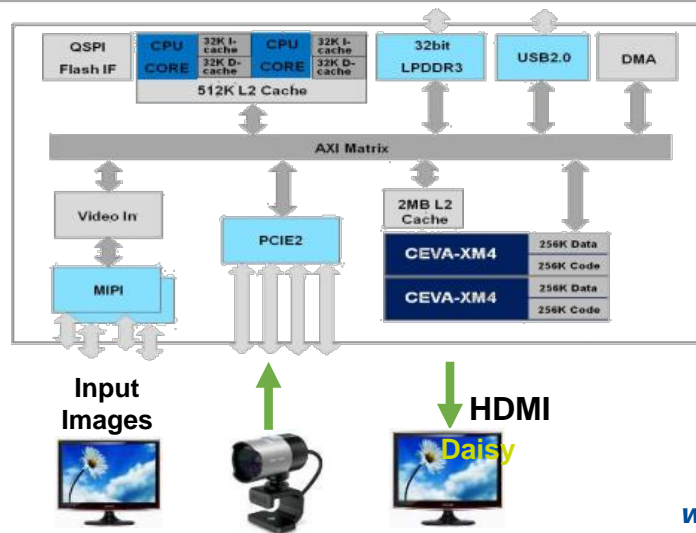 QSPI
Flash IF
CPU
CORE
32K I-
cache
32K D-
cache
CPU
CORE
32K I-
cache
32K D-
cache
512K L2 Cache
32bit
LPDDR3
USB2.0
DMA
AXI Matrix
Video In
MIPI
PCIE2
2MB L2
Cache
CEVA-XM4
256K Data
256K Code
CEVA-XM4
256K Data
256K Code
Input
Images
HDMI
Daisy